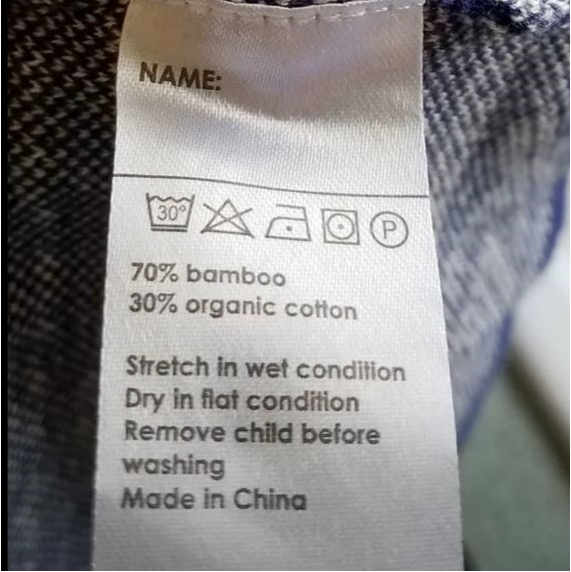 NAME:
30°
P
70% bamboo
30% organic cotton
Stretch in wet condition
Dry in flat condition
Remove child before
washing
Made in China